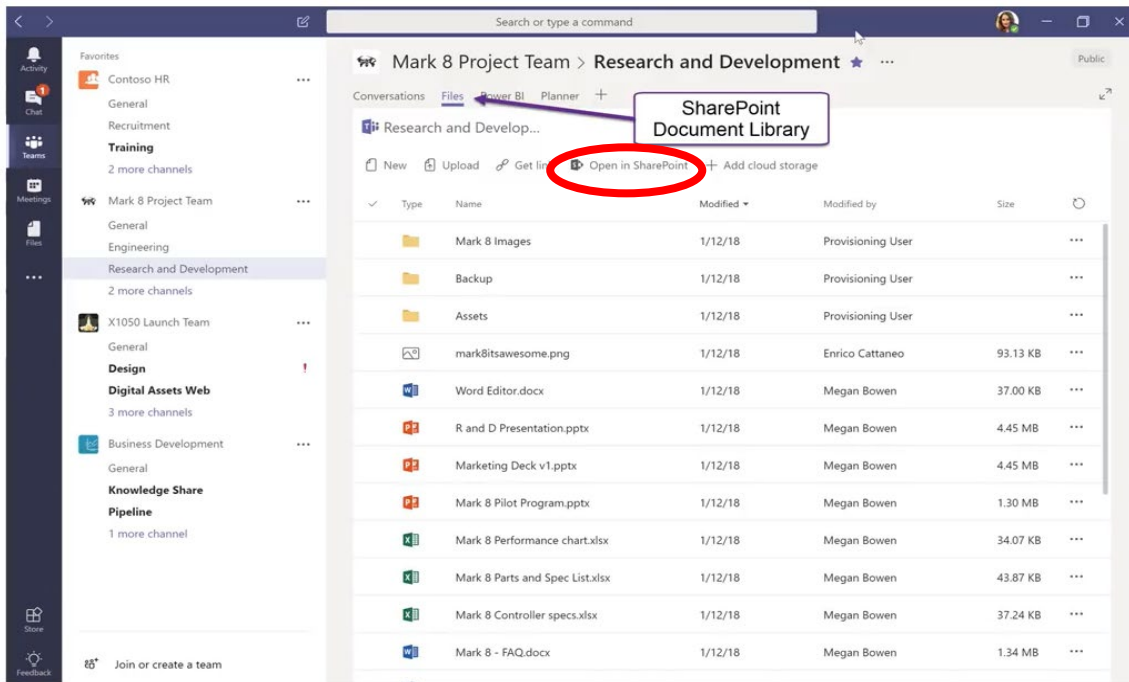 Search or type a command
Activity
Chat
1
Teams
Meetings
Files
Store
Feedback
Favorites
Contoso HR
General
Recruitment
Training
2 more channels
Mark 8 Project Team
General
Engineering
Research and Development
2 more channels
X1050 Launch Team
General
Design
Digital Assets Web
3 more channels
Business Development
General
Knowledge Share
Pipeline
1 more channel
Join or create a team
Mark 8 Project Team > Research and Development
Public
Conversations Files Power BI Planner
SharePoint
Document Library
Research and Develop...
New Upload Get link Open in SharePoint Add cloud storage
Type Name Modified Modified by Size
Mark 8 Images 1/12/18 Provisioning User
Backup 1/12/18 Provisioning User
Assets 1/12/18 Provisioning User
mark8itsawesome.png 1/12/18 Enrico Cattaneo 93.13 KB
Word Editor.docx 1/12/18 Megan Bowen 37.00 KB
R and D Presentation.pptx 1/12/18 Megan Bowen 4.45 MB
Marketing Deck v1.pptx 1/12/18 Megan Bowen 4.45 MB
Mark 8 Pilot Program.pptx 1/12/18 Megan Bowen 1.30 MB
Mark 8 Performance chart.xlsx 1/12/18 Megan Bowen 34.07 KB
Mark 8 Parts and Spec List.xlsx 1/12/18 Megan Bowen 43.87 KB
Mark 8 Controller specs.xlsx 1/12/18 Megan Bowen 37.24 KB
Mark 8 - FAQ.docx 1/12/18 Megan Bowen 1.34 MB